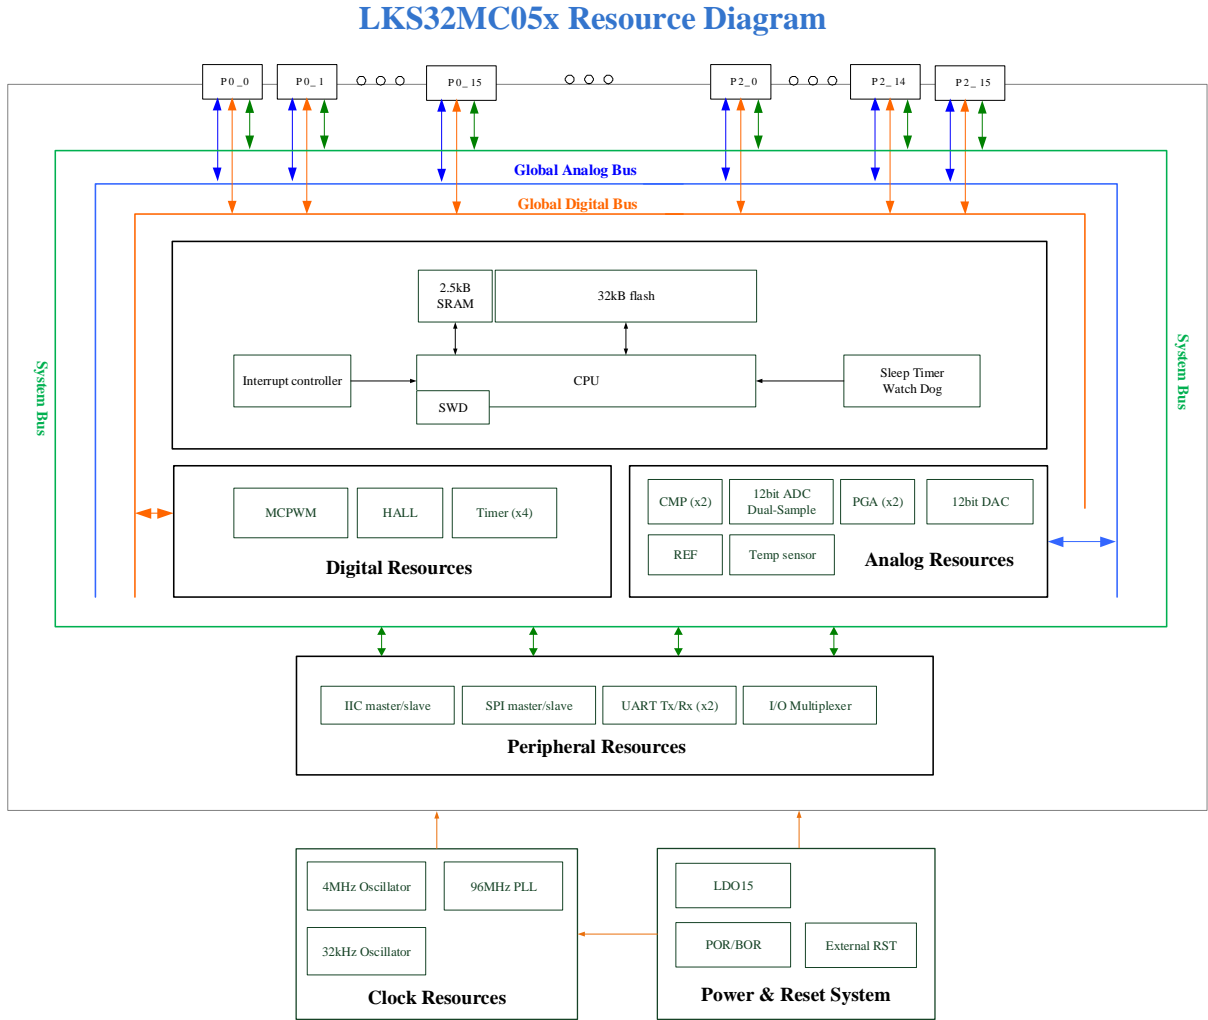 LKS32MC05x Resource Diagram
P0_0
P0_1
P0_15
P2_0
P2_14
P2_15
Global Analog Bus
Global Digital Bus
System Bus
System Bus
2.5kB
SRAM
32kB flash
Interrupt controller
CPU
SWD
Sleep Timer
Watch Dog
MCPWM
HALL
Timer (x4)
Digital Resources
CMP (x2)
12bit ADC
Dual-Sample
PGA (x2)
12bit DAC
REF
Temp sensor
Analog Resources
IIC master/slave
SPI master/slave
UART Tx/Rx (x2)
I/O Multiplexer
Peripheral Resources
4MHz Oscillator
96MHz PLL
32kHz Oscillator
Clock Resources
LDO15
POR/BOR
External RST
Power & Reset System